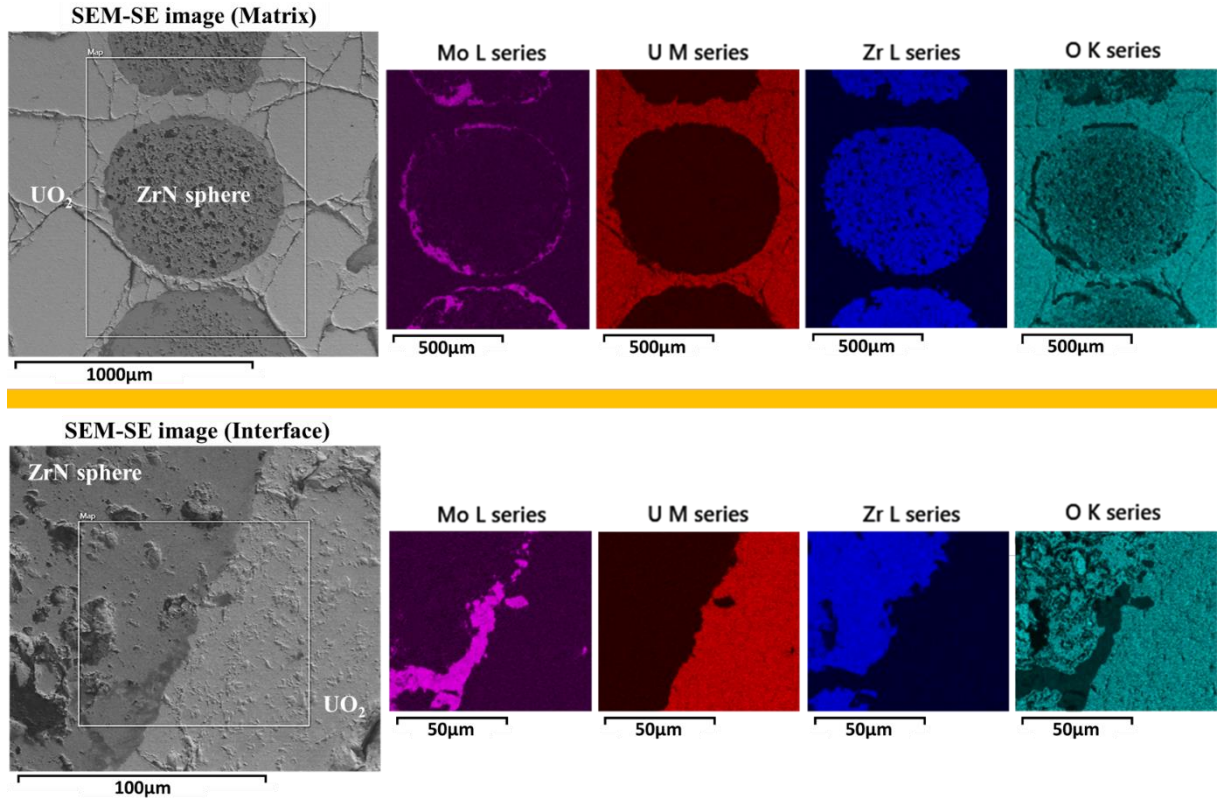 SEM-SE image (Matrix)
Mo L series
U M series
Zr L series
O K series
Map
UO₂
ZrN sphere
500μm
500μm
500μm
500μm
1000μm
SEM-SE image (Interface)
ZrN sphere
Mo L series
U M series
Zr L series
O K series
Map
UO₂
50μm
50μm
50μm
50μm
100μm